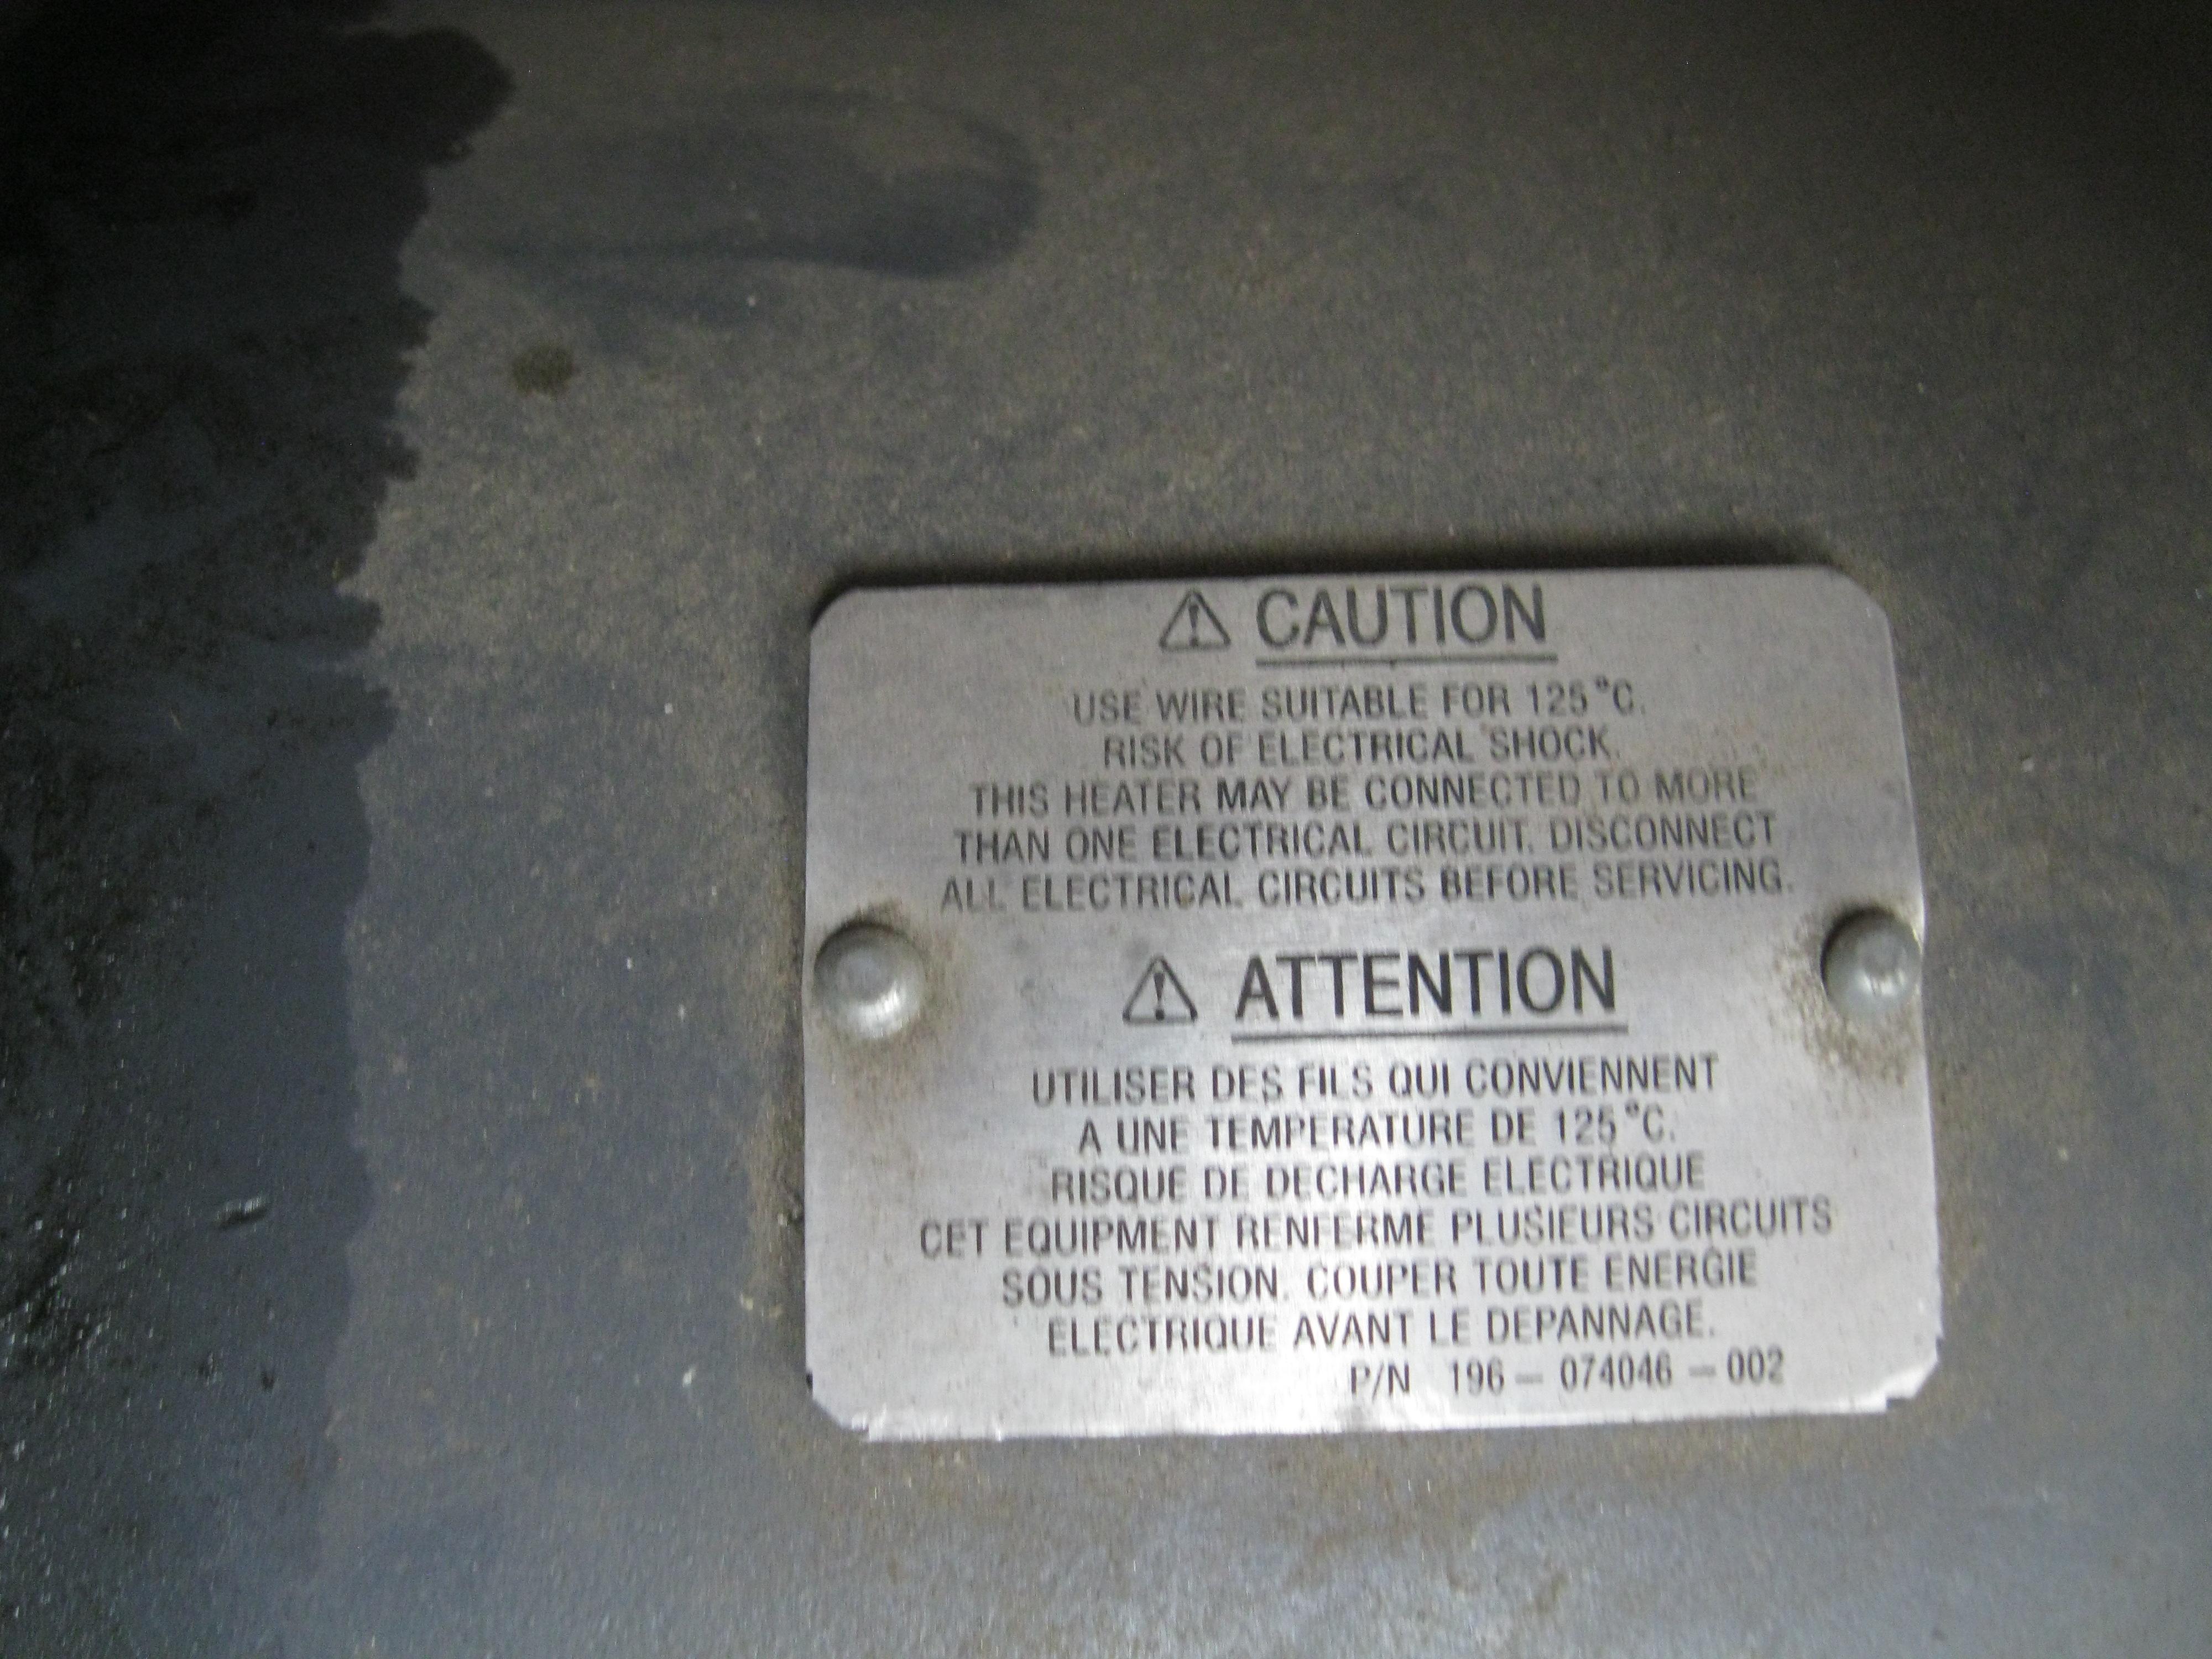 ⚠ CAUTION
USE WIRE SUITABLE FOR 125°C.
RISK OF ELECTRICAL SHOCK.
THIS HEATER MAY BE CONNECTED TO MORE
THAN ONE ELECTRICAL CIRCUIT. DISCONNECT
ALL ELECTRICAL CIRCUITS BEFORE SERVICING.
⚠ ATTENTION
UTILISER DES FILS QUI CONVIENNENT
A UNE TEMPERATURE DE 125°C.
RISQUE DE DECHARGE ELECTRIQUE
CET EQUIPMENT RENFERME PLUSIEURS CIRCUITS
SOUS TENSION. COUPER TOUTE ENERGIE
ELECTRIQUE AVANT LE DEPANNAGE.
P/N 196-074046-002